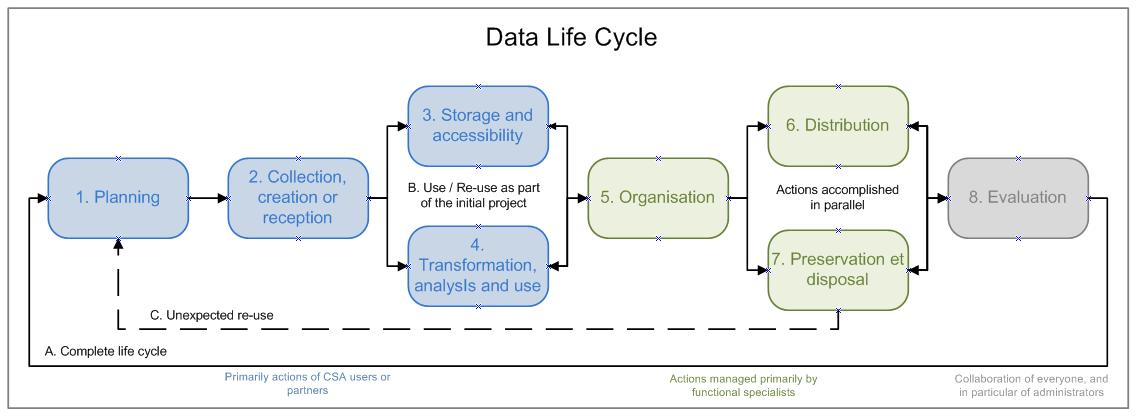 Data Life Cycle
1. Planning
2. Collection,
creation or
reception
3. Storage and
accessibility
B. Use / Re-use as part
of the initial project
4.
Transformation,
analysIs and use
5. Organisation
6. Distribution
Actions accomplished
in parallel
7. Preservation et
disposal
8. Evaluation
C. Unexpected re-use
A. Complete life cycle
Primarily actions of CSA users or
partners
Actions managed primarily by
functional specialists
Collaboration of everyone, and
in particular of administrators